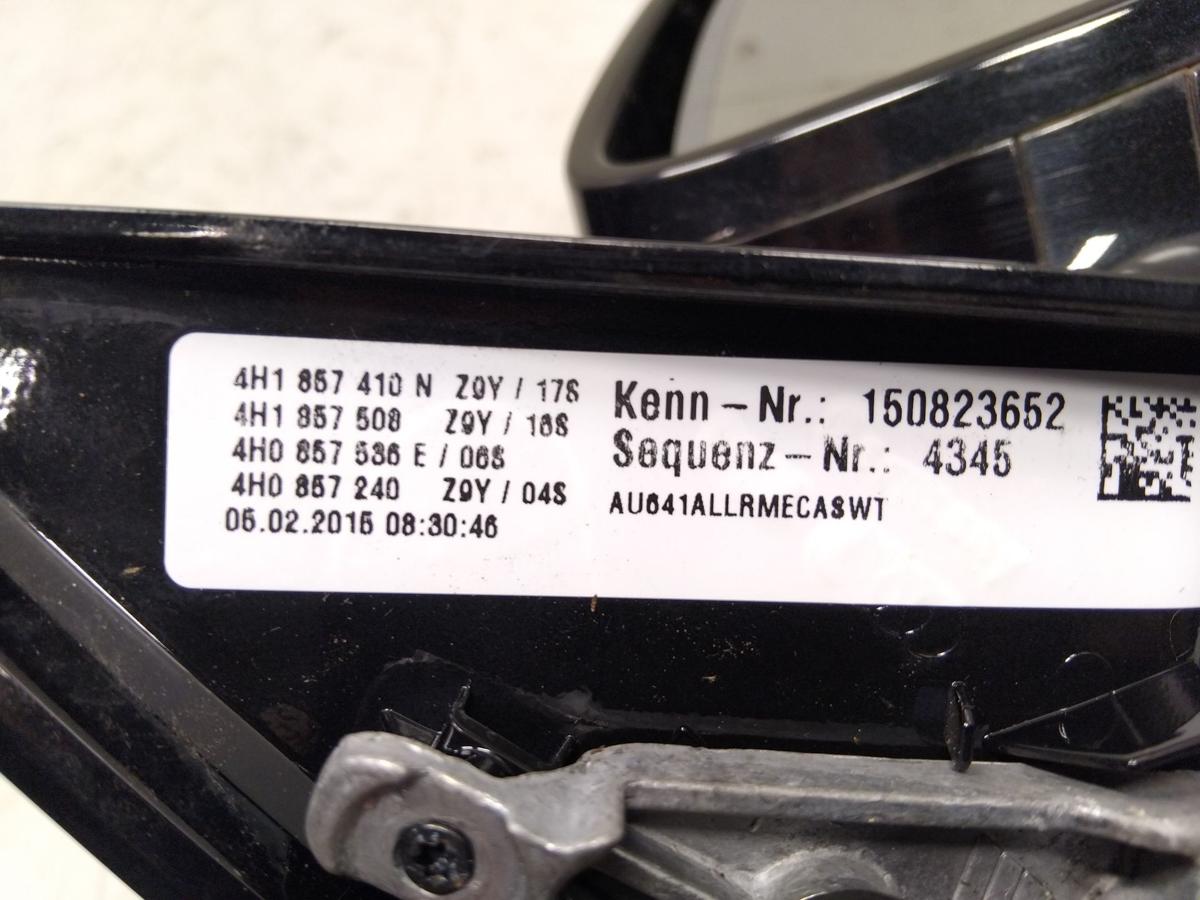 4H1 857 410 N Z9Y / 17S
4H1 857 508 Z9Y / 16S
4H0 857 536 E / 06S
4H0 857 240 Z9Y / 04S
05.02.2015 08:30:46
Kenn-Nr.: 150823652
Sequenz-Nr.: 4345
AU641ALLRMECASWT